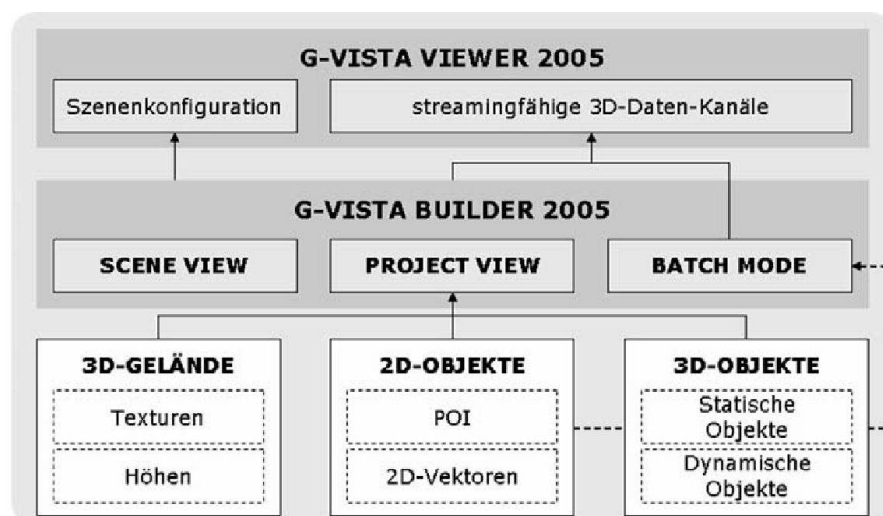 G-VISTA VIEWER 2005
Szenenkonfiguration
streamingfähige 3D-Daten-Kanäle
G-VISTA BUILDER 2005
SCENE VIEW
PROJECT VIEW
BATCH MODE
3D-GELÄNDE
Texturen
Höhen
2D-OBJEKTE
POI
2D-Vektoren
3D-OBJEKTE
Statische
Objekte
Dynamische
Objekte